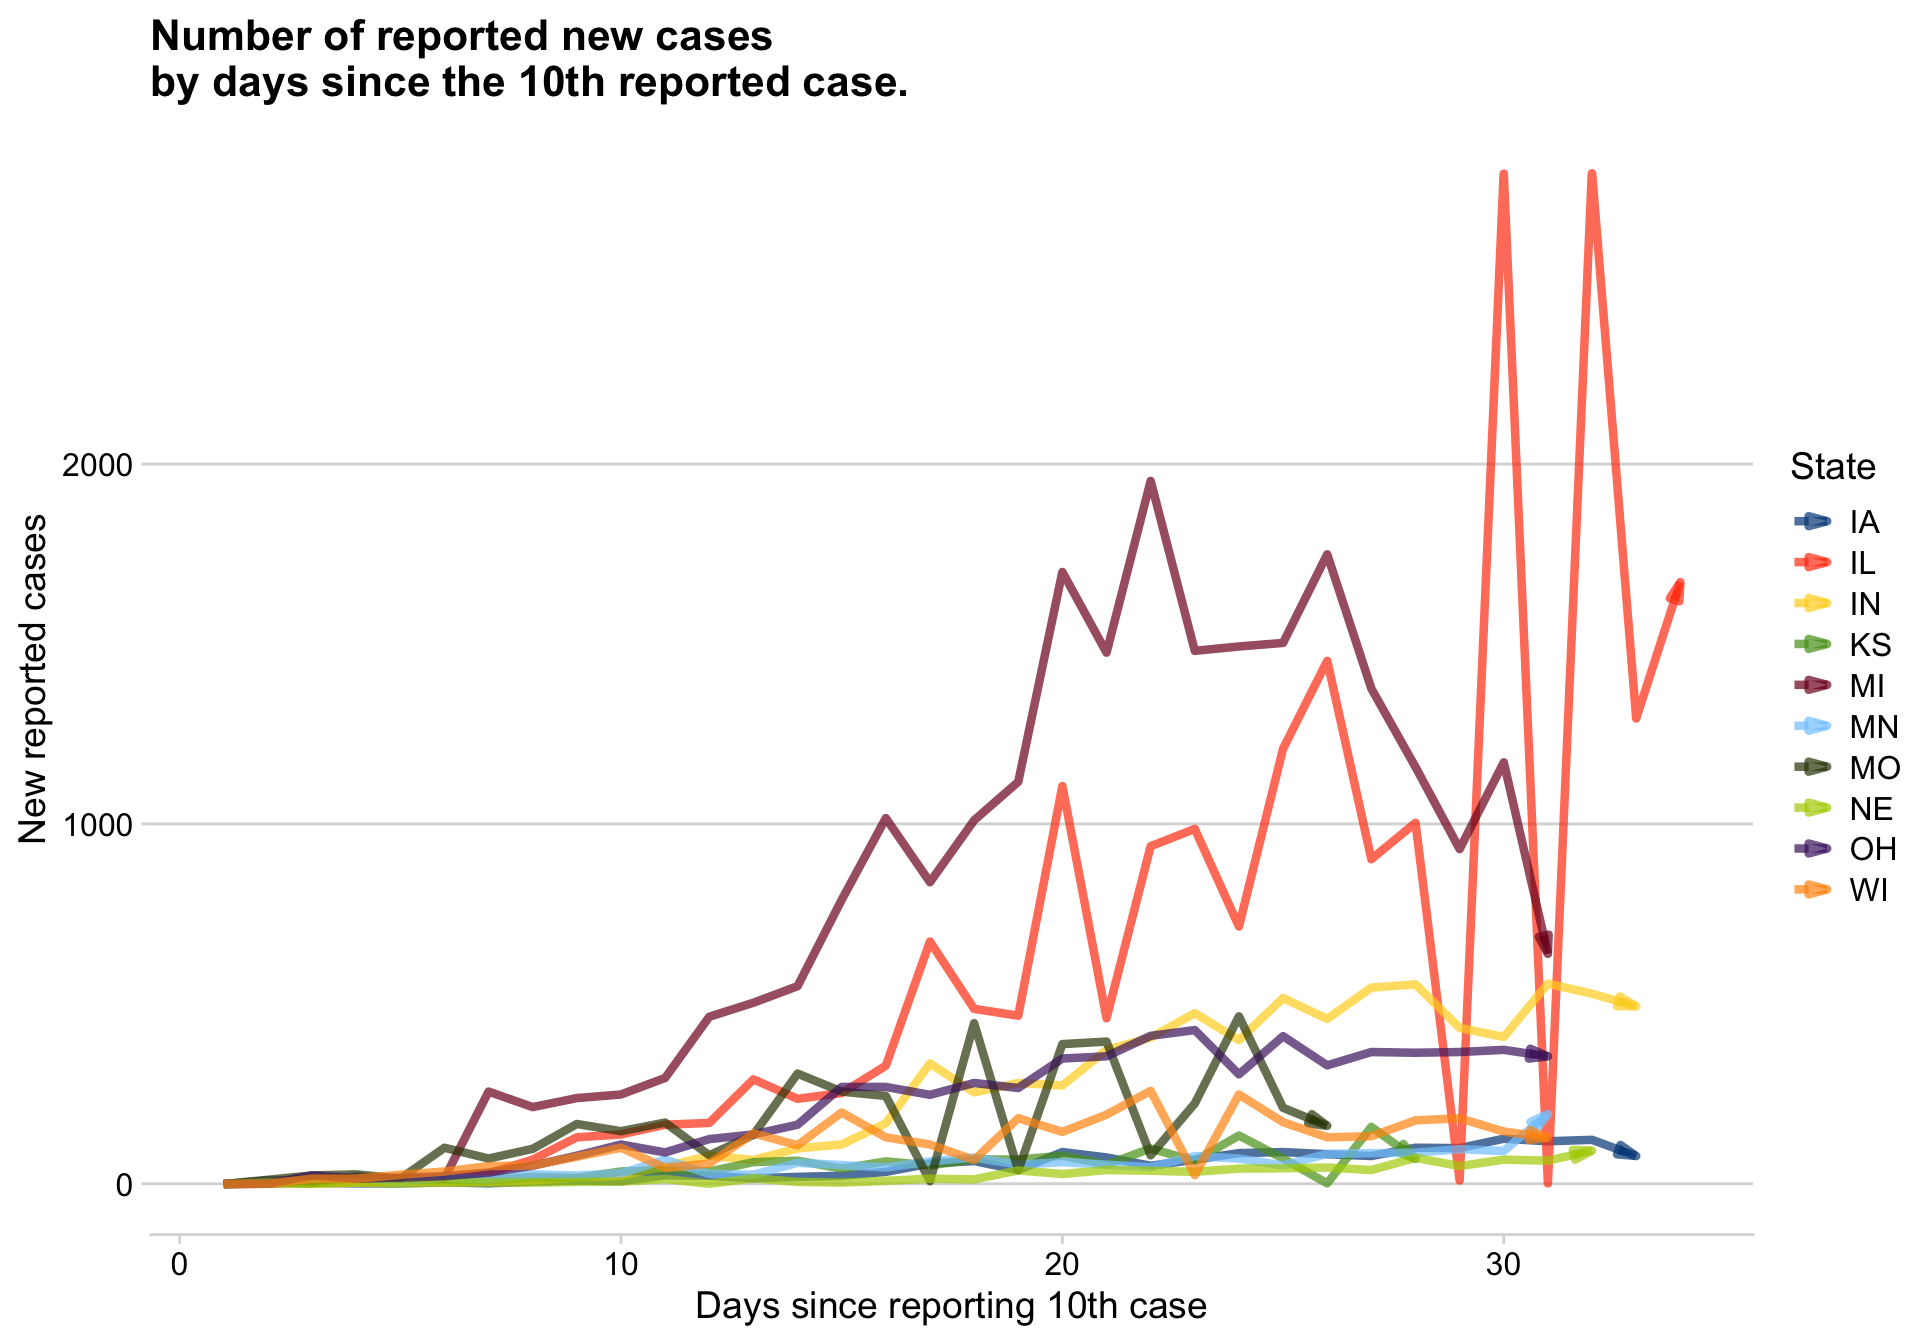 Number of reported new cases
by days since the 10th reported case.
2000
1000
0
New reported cases
0
10
20
30
Days since reporting 10th case
State
IA
IL
IN
KS
MI
MN
MO
NE
OH
WI